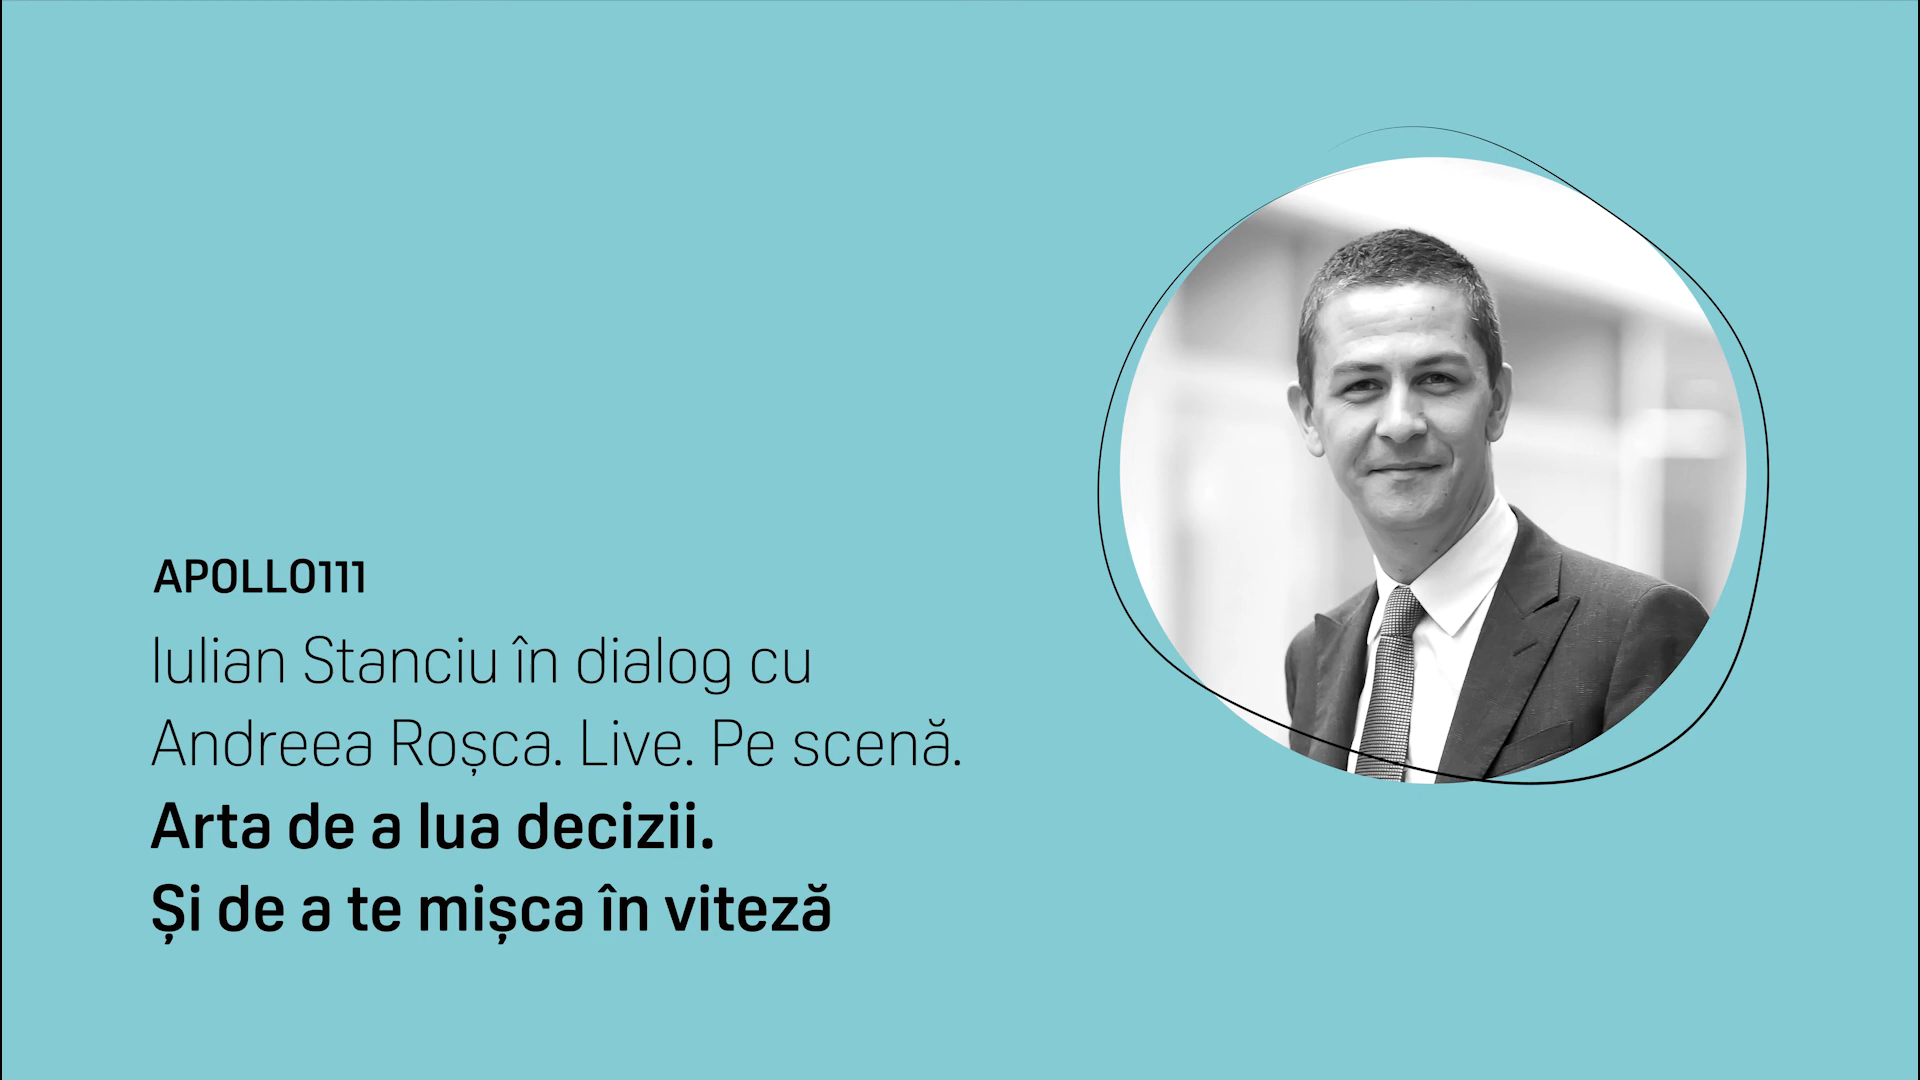 APOLLO111
Iulian Stanciu în dialog cu
Andreea Roșca. Live. Pe scenă.
Arta de a lua decizii.
Și de a te mișca în viteză